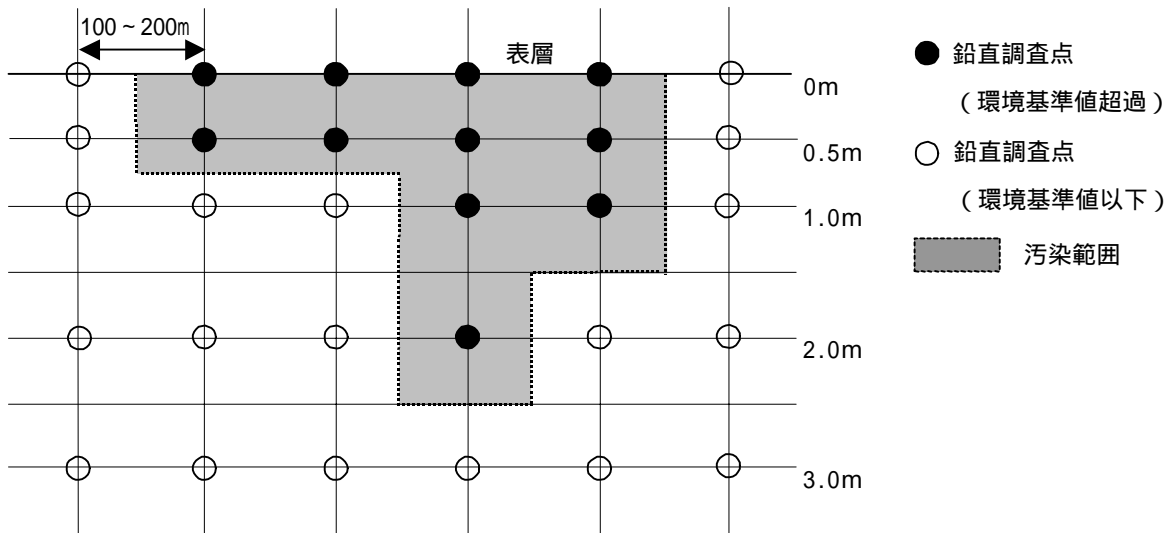 100～200m
表層
0m
0.5m
1.0m
2.0m
3.0m
鉛直調査点
（環境基準値超過）
鉛直調査点
（環境基準値以下）
汚染範囲